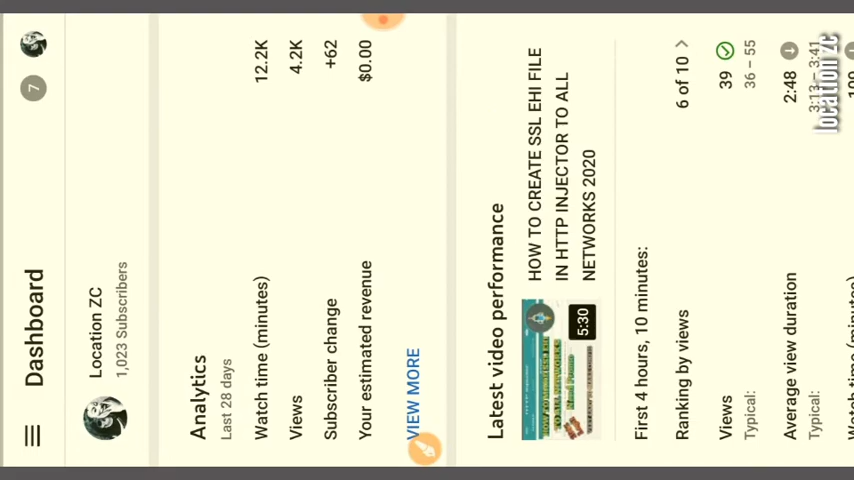 Dashboard
7
Location ZC
1,023 Subscribers
Analytics
Last 28 days
Watch time (minutes) 12.2K
Views 4.2K
Subscriber change +62
Your estimated revenue $0.00
VIEW MORE
Latest video performance
5:30
HOW TO CREATE SSL EHI FILE
IN HTTP INJECTOR TO ALL
NETWORKS 2020
First 4 hours, 10 minutes:
Ranking by views 6 of 10
Views 39
Typical: 36 – 55
Average view duration 2:48
Typical: 3:13 – 3:41
location ZC